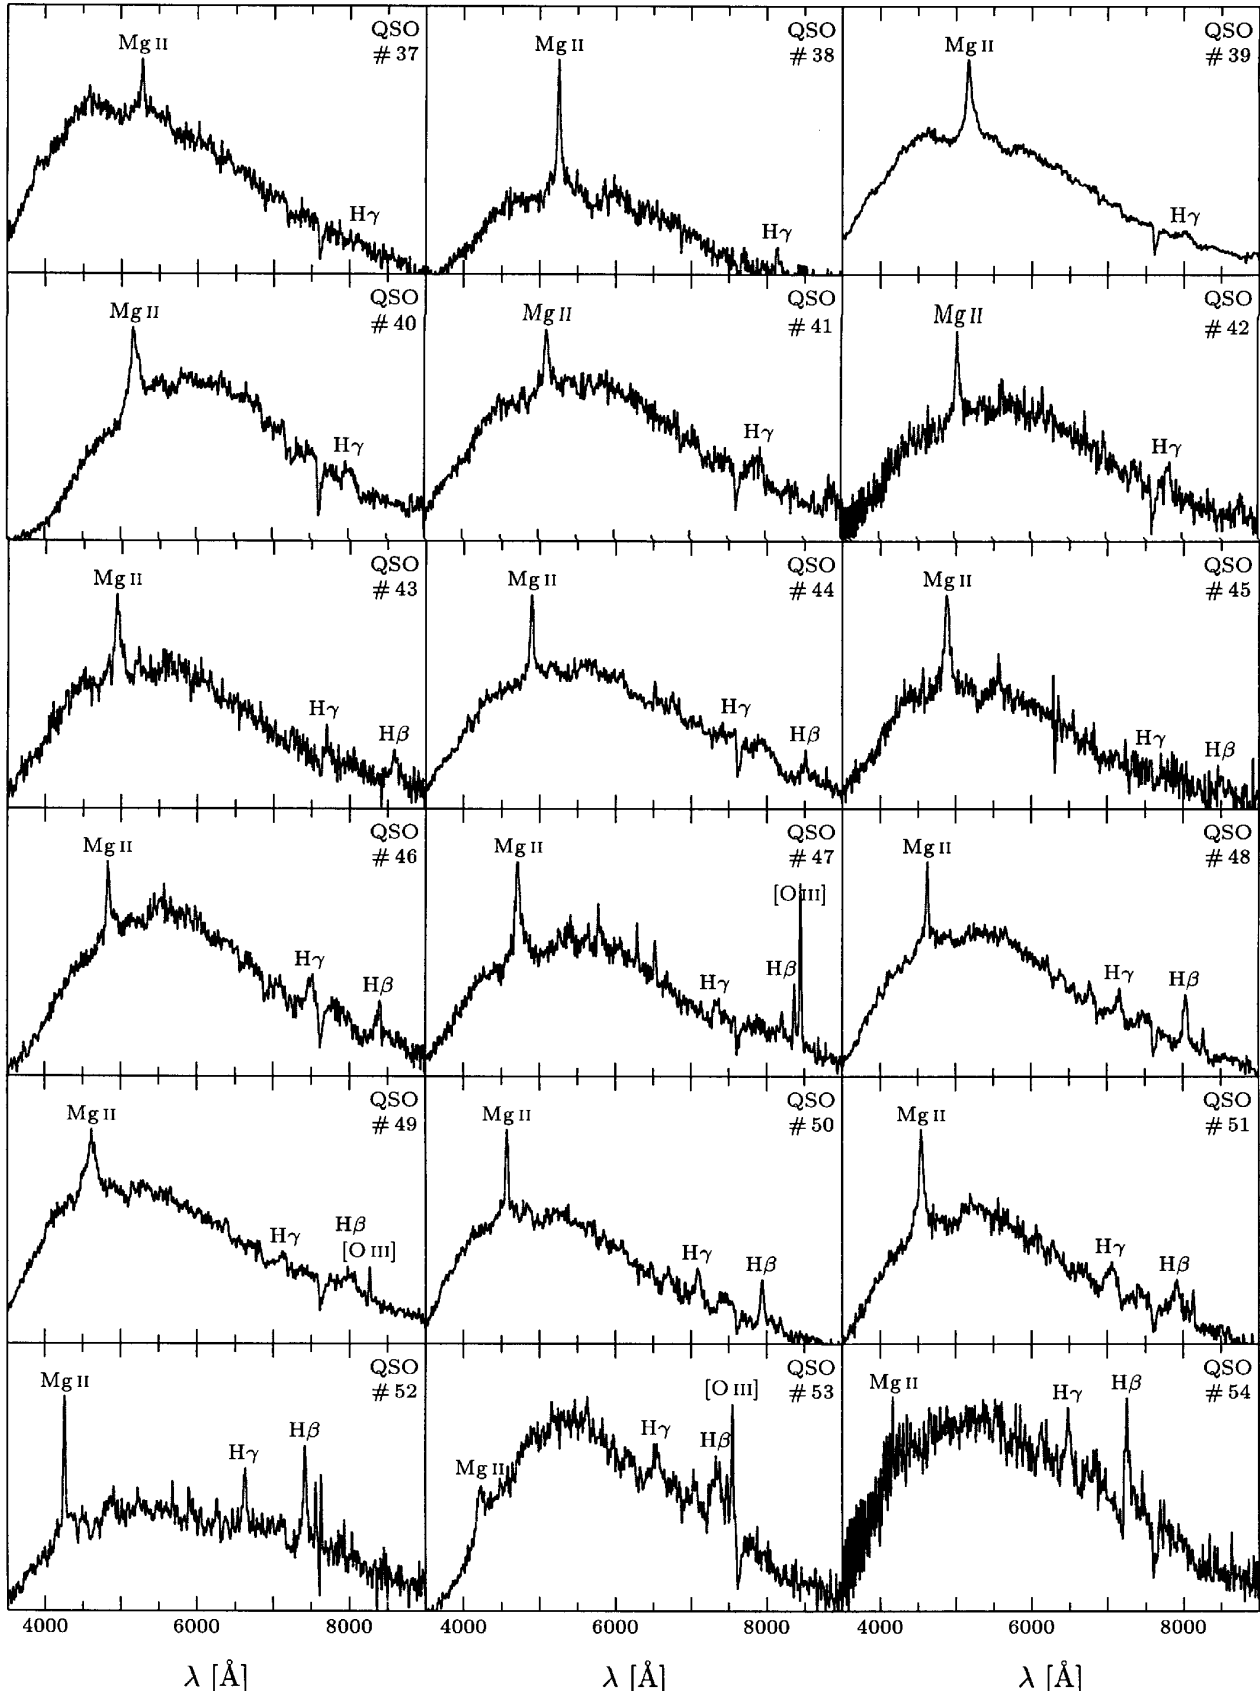 QSO
# 37
Mg II
Hγ
QSO
# 38
Mg II
Hγ
QSO
# 39
Mg II
Hγ
QSO
# 40
Mg II
Hγ
QSO
# 41
Mg II
Hγ
QSO
# 42
Mg II
Hγ
QSO
# 43
Mg II
Hγ
Hβ
QSO
# 44
Mg II
Hγ
Hβ
QSO
# 45
Mg II
Hγ
Hβ
QSO
# 46
Mg II
Hγ
Hβ
QSO
# 47
Mg II
[O III]
Hβ
Hγ
QSO
# 48
Mg II
Hγ
Hβ
QSO
# 49
Mg II
Hβ
Hγ
[O III]
QSO
# 50
Mg II
Hγ
Hβ
QSO
# 51
Mg II
Hγ
Hβ
QSO
# 52
Mg II
Hγ
Hβ
QSO
# 53
[O III]
Hγ
Hβ
Mg II
QSO
# 54
Mg II
Hγ
Hβ
4000 6000 8000
4000 6000 8000
4000 6000 8000
λ [Å]
λ [Å]
λ [Å]